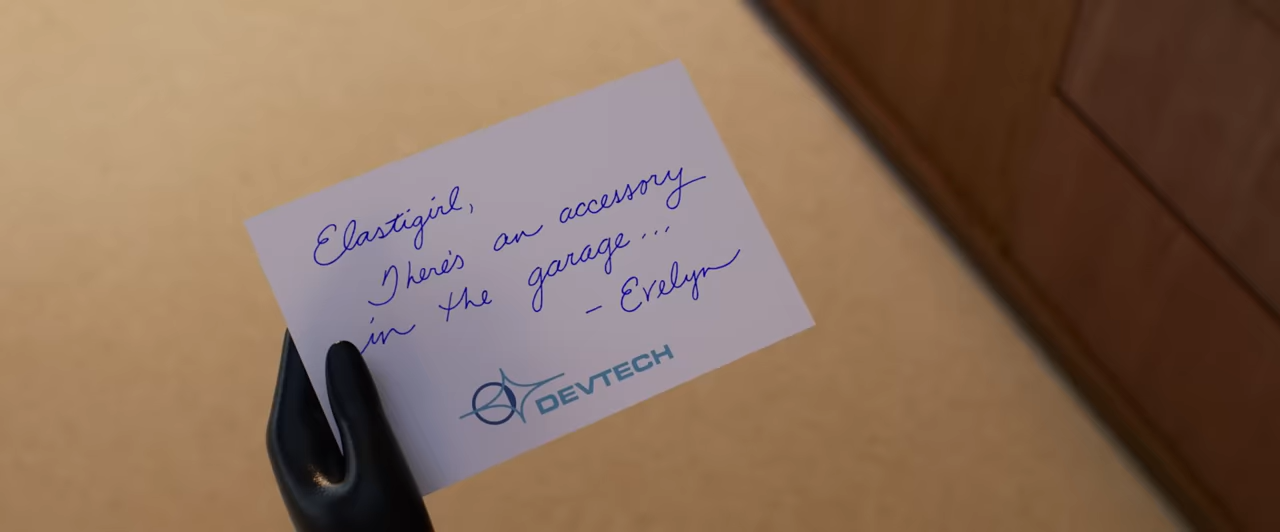 Elastigirl,
There's an accessory
in the garage...
- Evelyn
DEVTECH